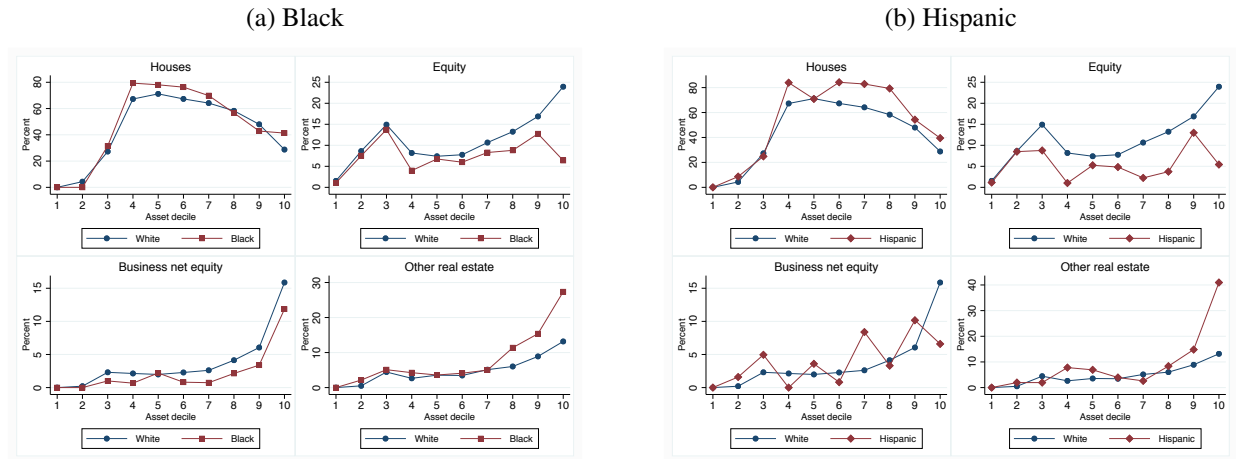 (a) Black
Houses
Percent
0 20 40 60 80
1 2 3 4 5 6 7 8 9 10
Asset decile
White Black
Equity
Percent
0 5 10 15 20 25
1 2 3 4 5 6 7 8 9 10
Asset decile
White Black
Business net equity
Percent
0 5 10 15
1 2 3 4 5 6 7 8 9 10
Asset decile
White Black
Other real estate
Percent
0 10 20 30
1 2 3 4 5 6 7 8 9 10
Asset decile
White Black
(b) Hispanic
Houses
Percent
0 20 40 60 80
1 2 3 4 5 6 7 8 9 10
Asset decile
White Hispanic
Equity
Percent
0 5 10 15 20 25
1 2 3 4 5 6 7 8 9 10
Asset decile
White Hispanic
Business net equity
Percent
0 5 10 15
1 2 3 4 5 6 7 8 9 10
Asset decile
White Hispanic
Other real estate
Percent
0 10 20 30 40
1 2 3 4 5 6 7 8 9 10
Asset decile
White Hispanic